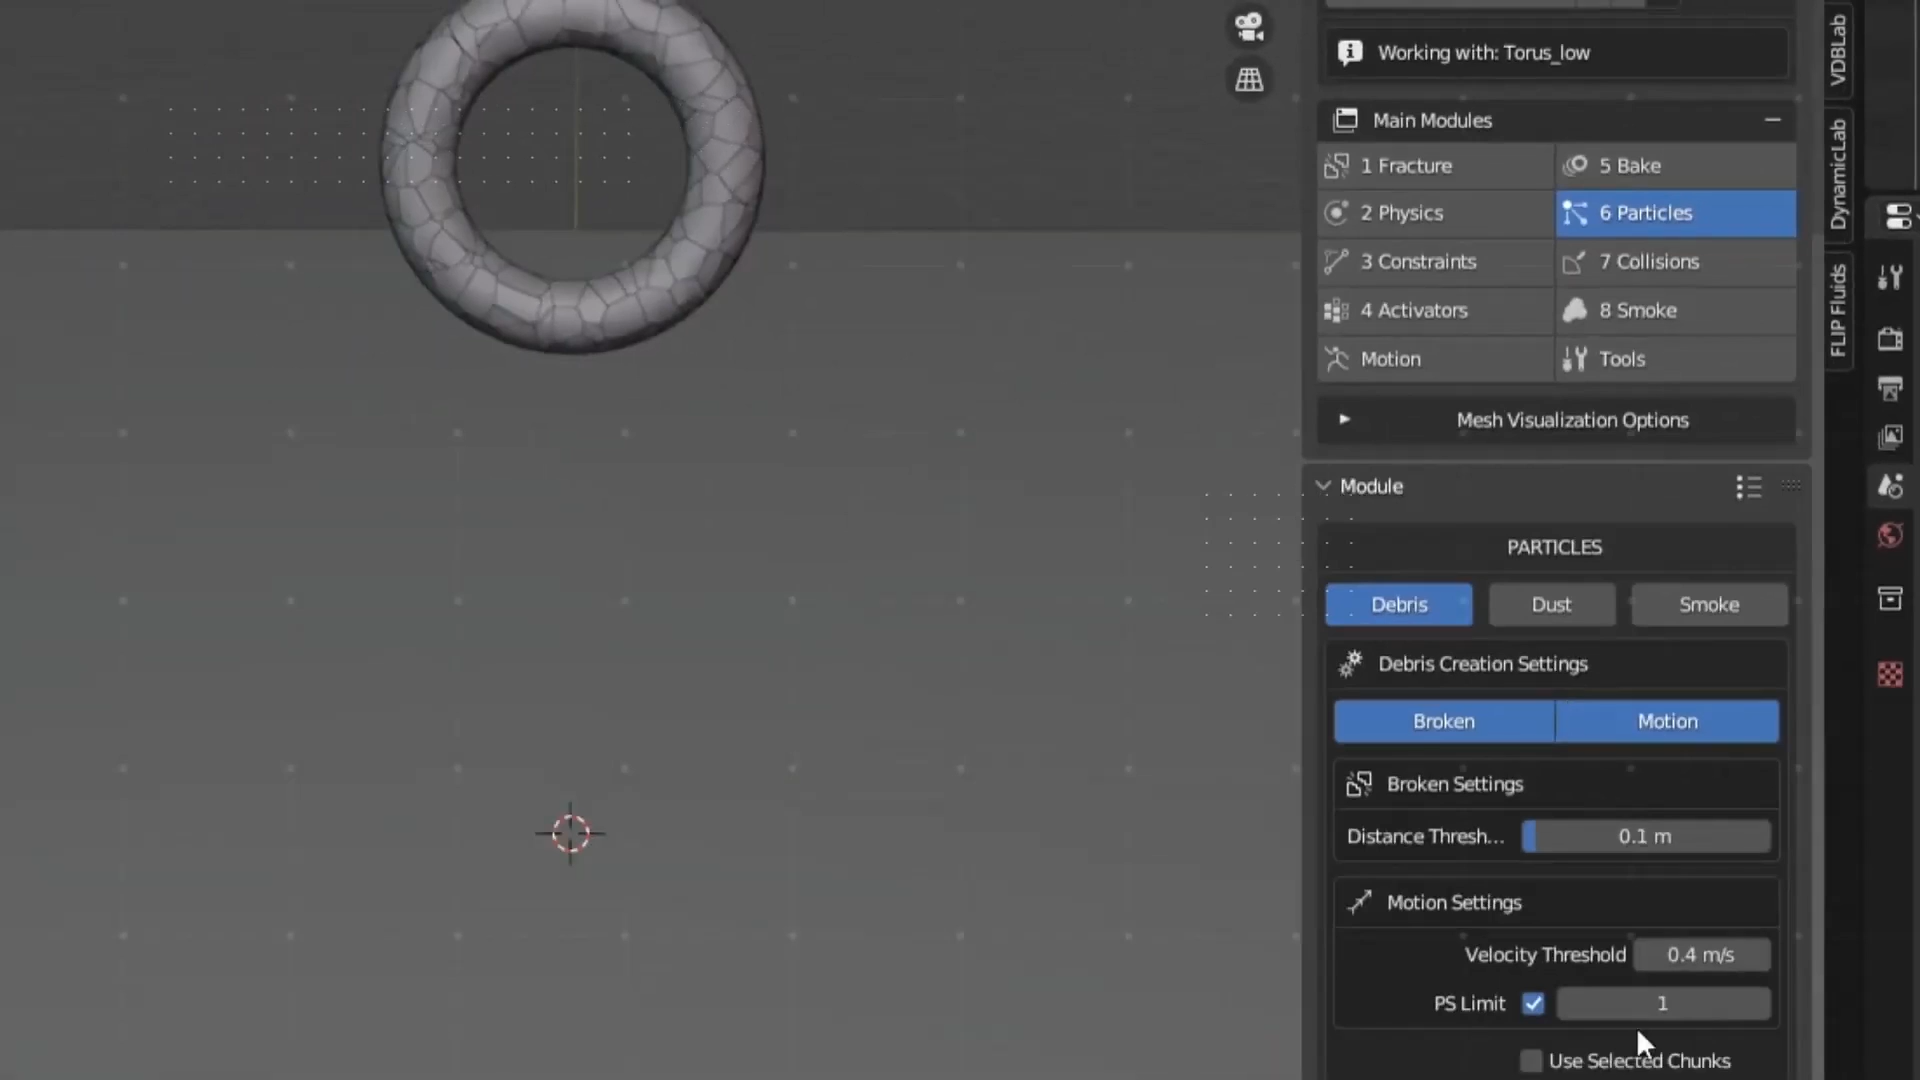 Working with: Torus_low
Main Modules
1 Fracture
5 Bake
2 Physics
6 Particles
3 Constraints
7 Collisions
4 Activators
8 Smoke
Motion
Tools
Mesh Visualization Options
Module
PARTICLES
Debris
Dust
Smoke
Debris Creation Settings
Broken
Motion
Broken Settings
Distance Thresh...
0.1 m
Motion Settings
Velocity Threshold
0.4 m/s
PS Limit
1
Use Selected Chunks
VDBLab
DynamicLab
FLIP Fluids